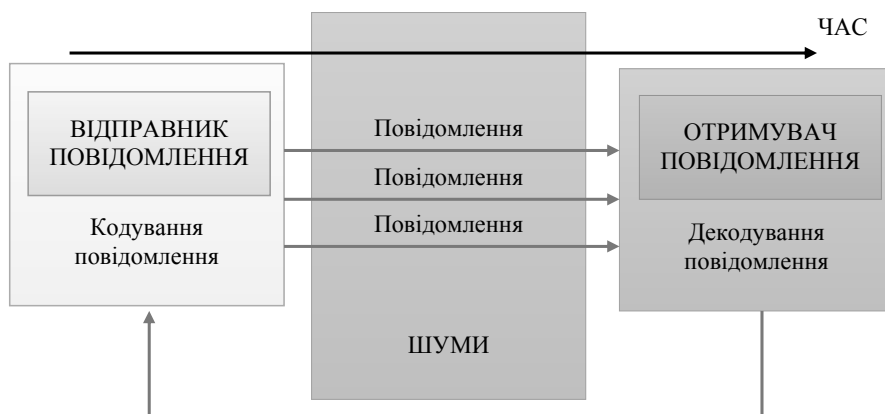 ЧАС
ВІДПРАВНИК
ПОВІДОМЛЕННЯ
Кодування
повідомлення
Повідомлення
Повідомлення
Повідомлення
ШУМИ
ОТРИМУВАЧ
ПОВІДОМЛЕННЯ
Декодування
повідомлення